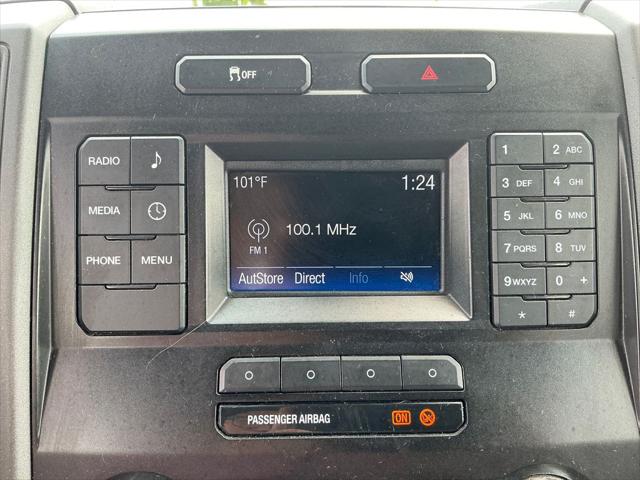 OFF
RADIO
MEDIA
PHONE MENU
101°F 1:24
100.1 MHz
FM 1
AutStore Direct Info
1 2 ABC
3 DEF 4 GHI
5 JKL 6 MNO
7 PQRS 8 TUV
9 WXYZ 0 +
* #
PASSENGER AIRBAG ON